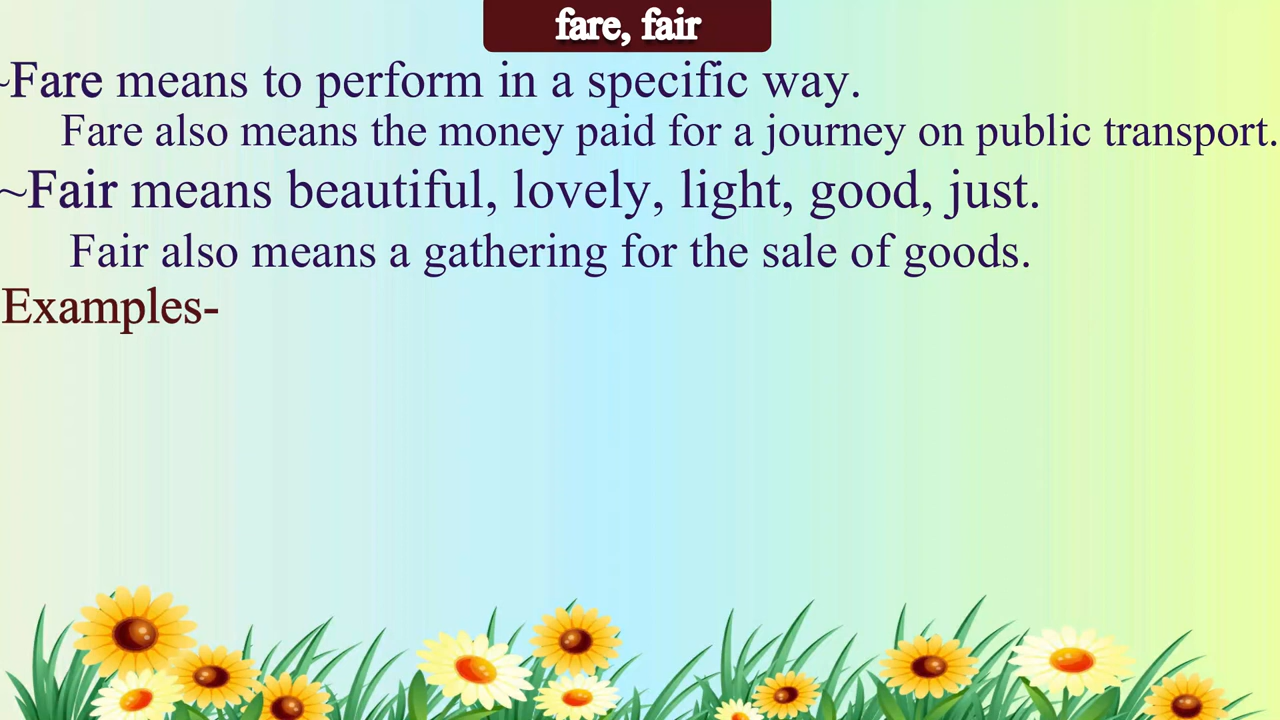 fare, fair
~Fare means to perform in a specific way.
Fare also means the money paid for a journey on public transport.
~Fair means beautiful, lovely, light, good, just.
Fair also means a gathering for the sale of goods.
Examples-